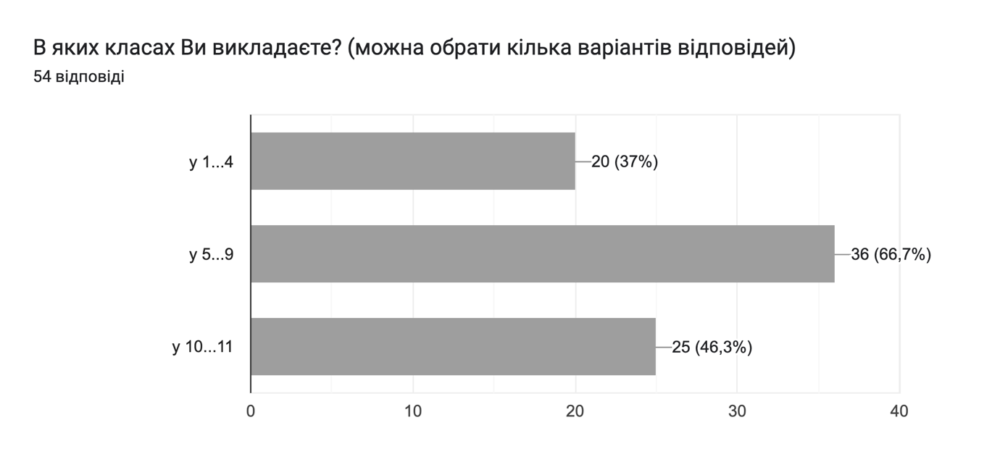 В яких класах Ви викладаєте? (можна обрати кілька варіантів відповідей)
54 відповіді
у 1...4
20 (37%)
у 5...9
36 (66,7%)
у 10...11
25 (46,3%)
0 10 20 30 40